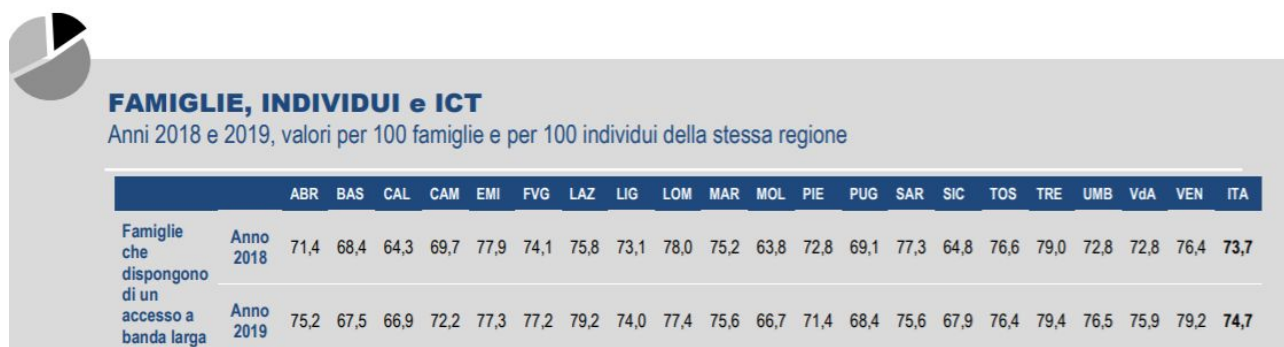 FAMIGLIE, INDIVIDUI e ICT
Anni 2018 e 2019, valori per 100 famiglie e per 100 individui della stessa regione
ABR BAS CAL CAM EMI FVG LAZ LIG LOM MAR MOL PIE PUG SAR SIC TOS TRE UMB VdA VEN ITA
Famiglie
che
dispongono
di un
accesso a
banda larga
Anno
2018
71,4 68,4 64,3 69,7 77,9 74,1 75,8 73,1 78,0 75,2 63,8 72,8 69,1 77,3 64,8 76,6 79,0 72,8 72,8 76,4 73,7
Anno
2019
75,2 67,5 66,9 72,2 77,3 77,2 79,2 74,0 77,4 75,6 66,7 71,4 68,4 75,6 67,9 76,4 79,4 76,5 75,9 79,2 74,7